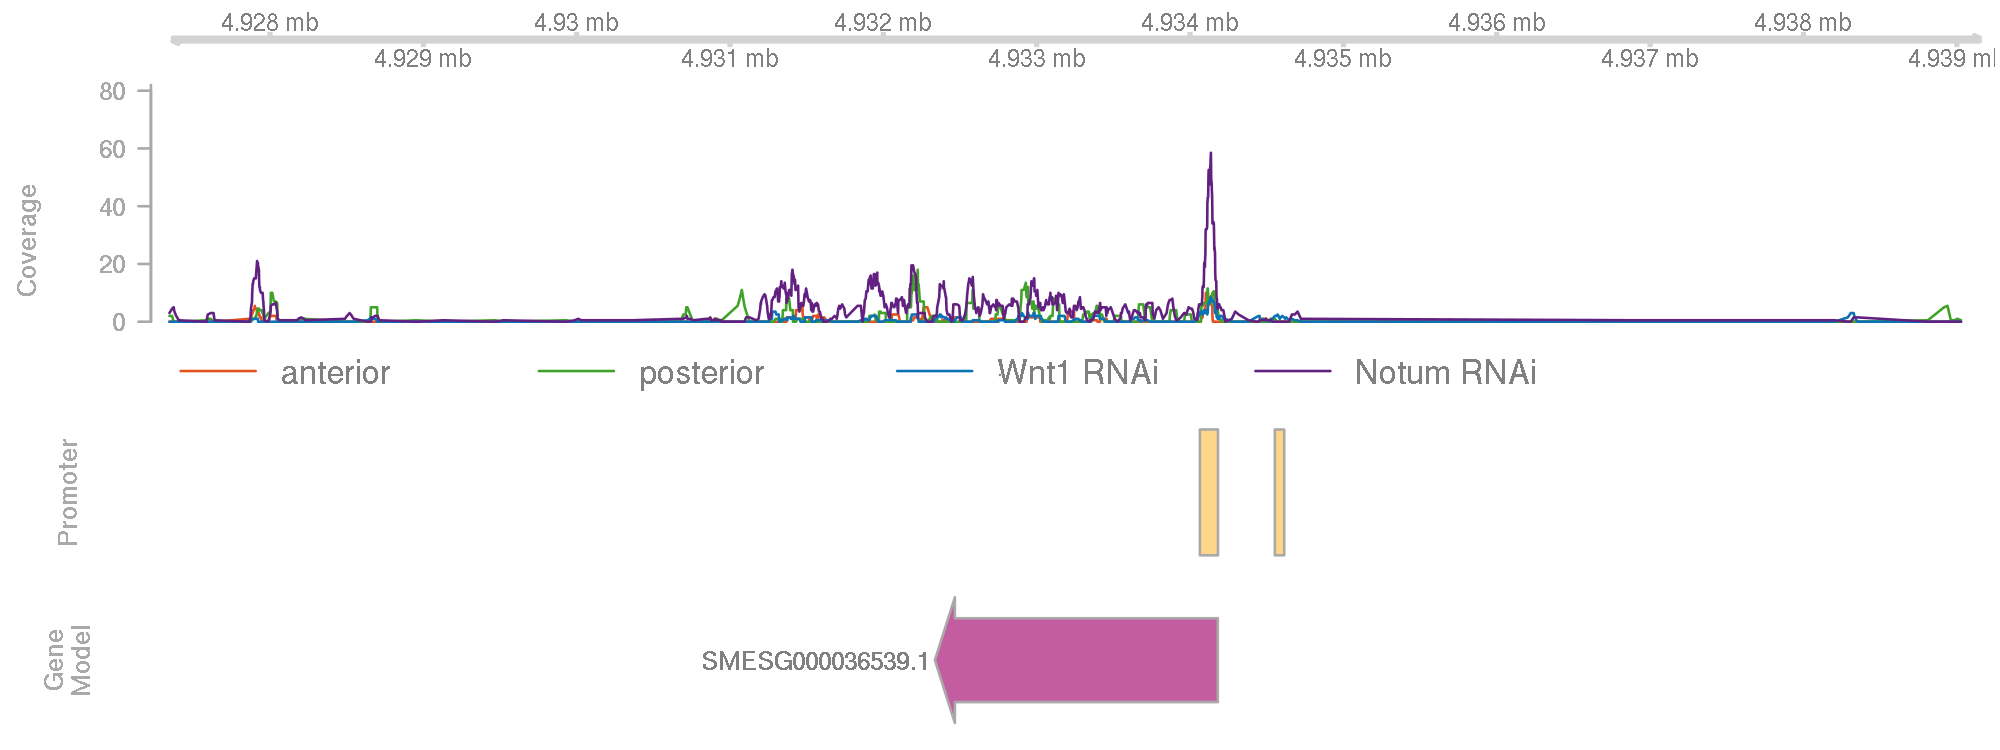 4.928 mb 4.93 mb 4.932 mb 4.934 mb 4.936 mb 4.938 mb
4.929 mb 4.931 mb 4.933 mb 4.935 mb 4.937 mb 4.939 ml
80
60
40
20
0
Coverage
anterior posterior Wnt1 RNAi Notum RNAi
Promoter
Gene
Model
SMESG000036539.1